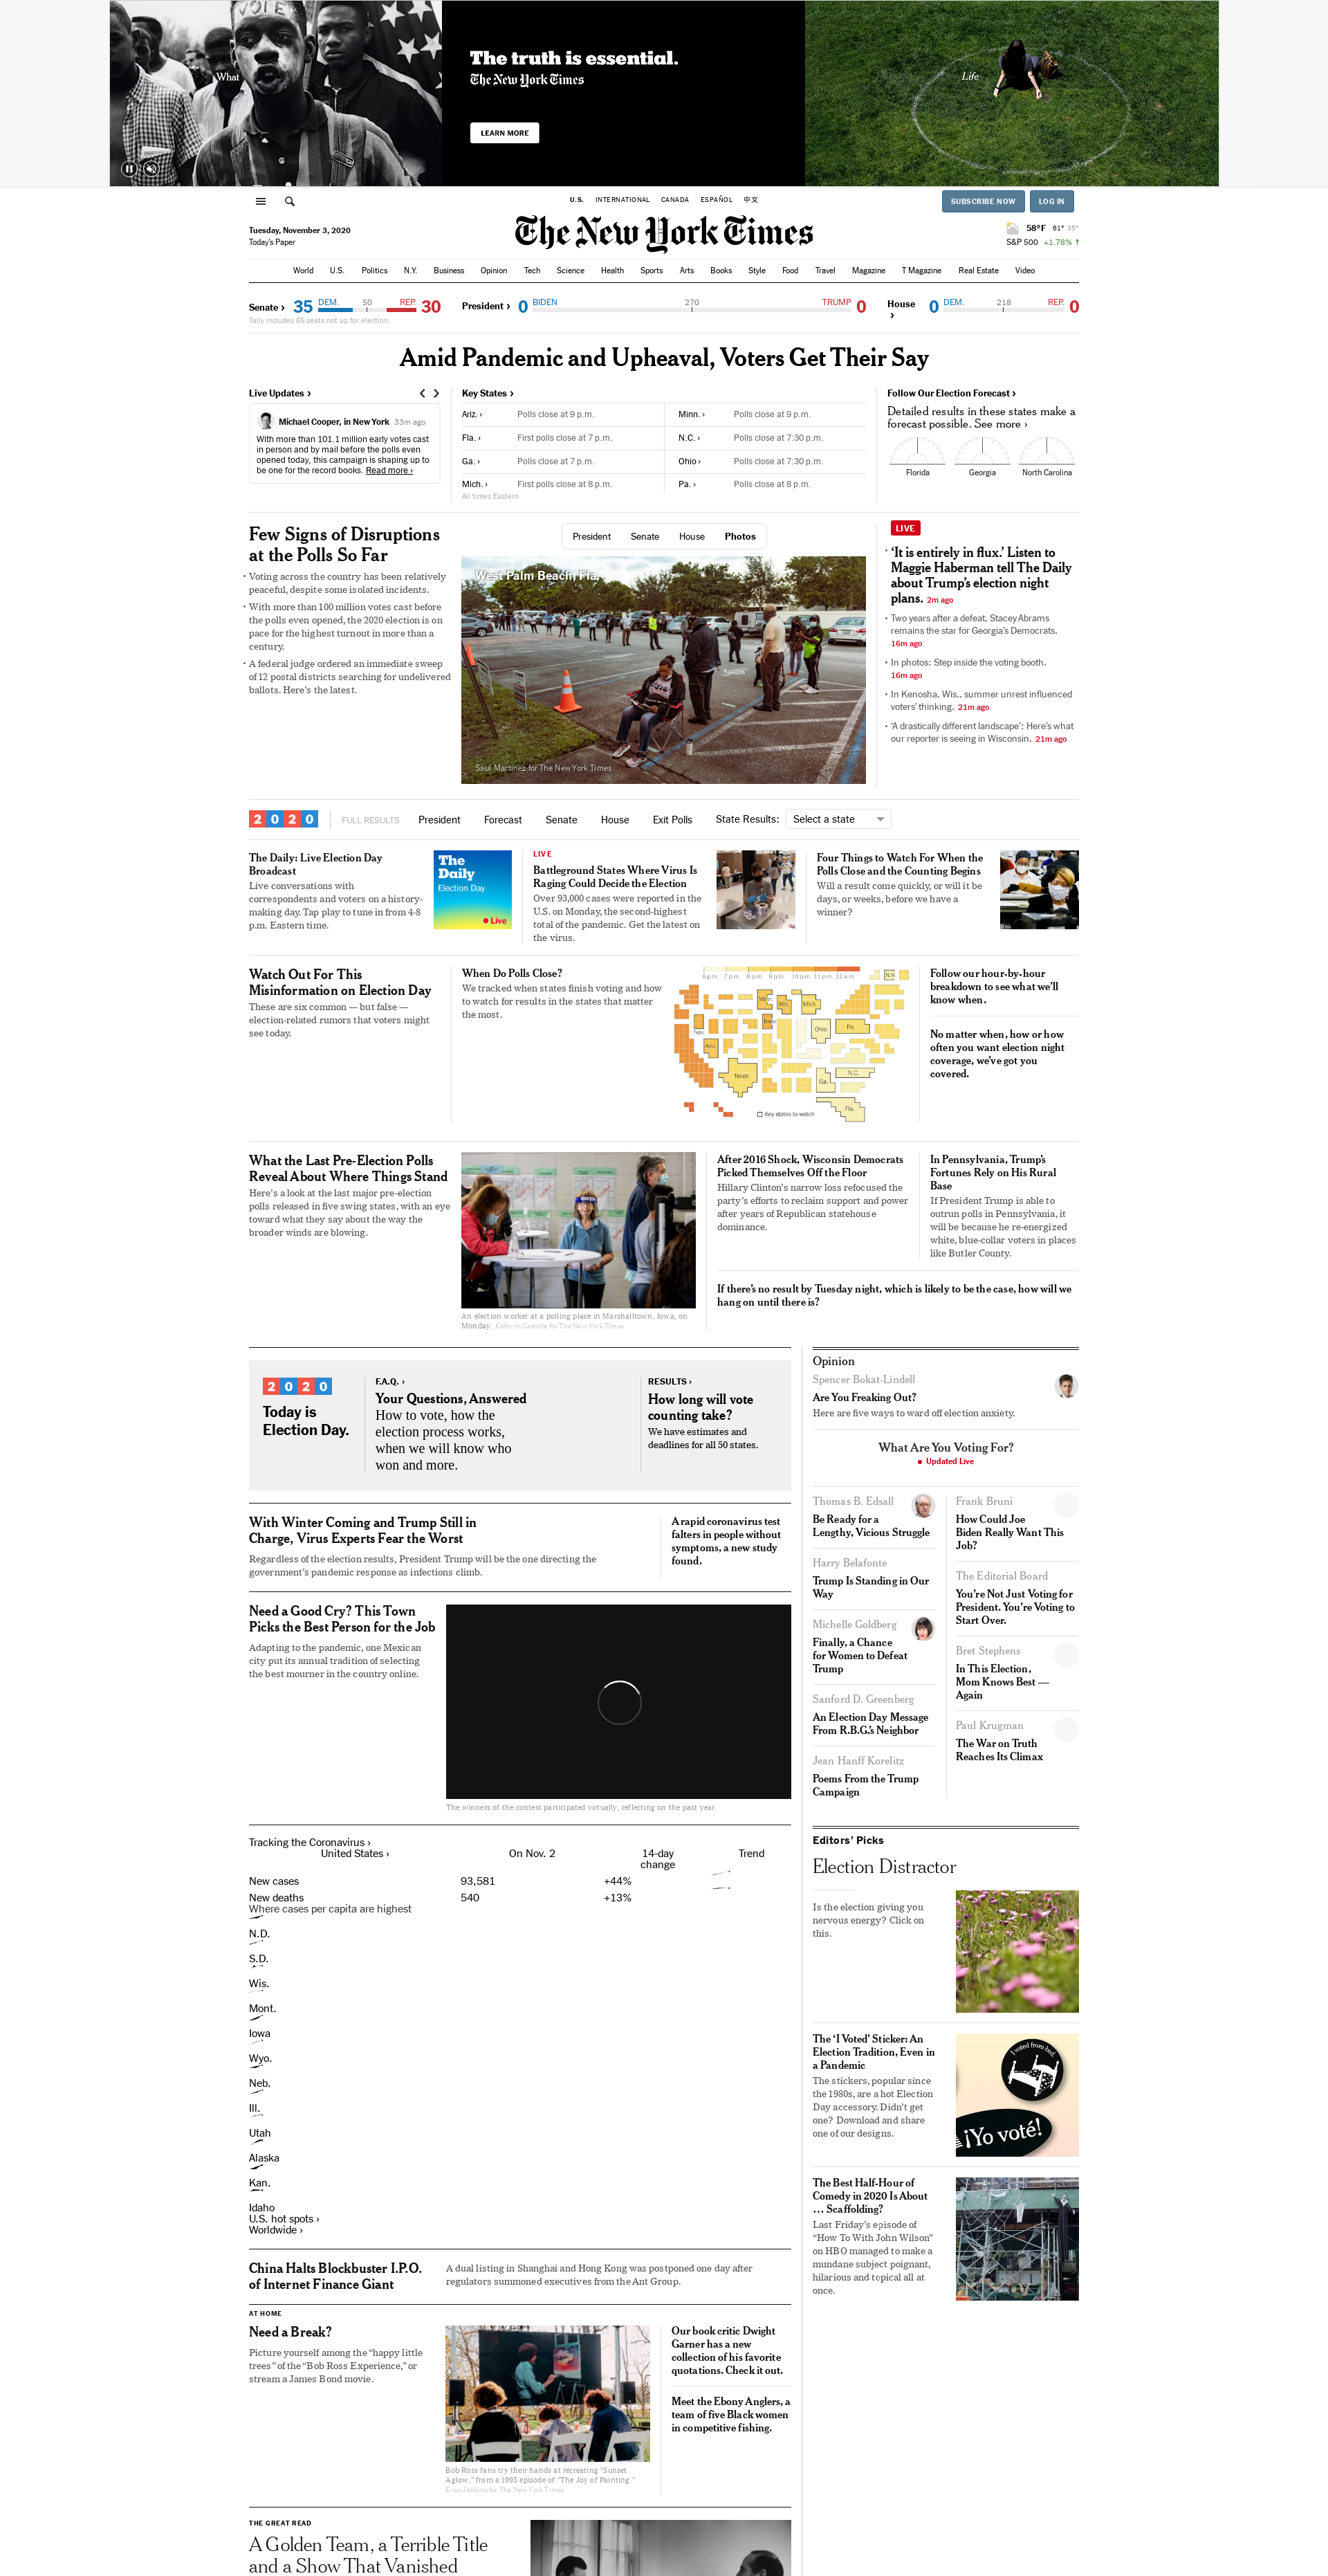 VOTE
What
The truth is essential.
The New York Times
LEARN MORE
Life
U.S. INTERNATIONAL CANADA ESPAÑOL 中文
SUBSCRIBE NOW LOG IN
Tuesday, November 3, 2020
Today's Paper
The New York Times
58°F 61° 35°
S&P 500 +1.78% ↑
World U.S. Politics N.Y. Business Opinion Tech Science Health Sports Arts Books Style Food Travel Magazine T Magazine Real Estate Video
Senate › 35 DEM. 50 REP. 30
Tally includes 65 seats not up for election.
President › 0 BIDEN 270 TRUMP 0
House › 0 DEM. 218 REP. 0
Amid Pandemic and Upheaval, Voters Get Their Say
Live Updates ›
Michael Cooper, in New York 33m ago
With more than 101.1 million early votes cast
in person and by mail before the polls even
opened today, this campaign is shaping up to
be one for the record books. Read more ›
Key States ›
Ariz. › Polls close at 9 p.m.
Fla. › First polls close at 7 p.m.
Ga. › Polls close at 7 p.m.
Mich. › First polls close at 8 p.m.
Minn. › Polls close at 9 p.m.
N.C. › Polls close at 7:30 p.m.
Ohio › Polls close at 7:30 p.m.
Pa. › Polls close at 8 p.m.
All times Eastern
Follow Our Election Forecast ›
Detailed results in these states make a
forecast possible. See more ›
Florida Georgia North Carolina
Few Signs of Disruptions
at the Polls So Far
• Voting across the country has been relatively
peaceful, despite some isolated incidents.
• With more than 100 million votes cast before
the polls even opened, the 2020 election is on
pace for the highest turnout in more than a
century.
• A federal judge ordered an immediate sweep
of 12 postal districts searching for undelivered
ballots. Here's the latest.
President Senate House Photos
West Palm Beach, Fla.
Saul Martinez for The New York Times
LIVE
• ‘It is entirely in flux.’ Listen to
Maggie Haberman tell The Daily
about Trump’s election night
plans. 2m ago
• Two years after a defeat, Stacey Abrams
remains the star for Georgia’s Democrats.
16m ago
• In photos: Step inside the voting booth.
16m ago
• In Kenosha, Wis., summer unrest influenced
voters’ thinking. 21m ago
• ‘A drastically different landscape’: Here’s what
our reporter is seeing in Wisconsin. 21m ago
2020 FULL RESULTS President Forecast Senate House Exit Polls State Results: Select a state
The Daily: Live Election Day
Broadcast
Live conversations with
correspondents and voters on a history-
making day. Tap play to tune in from 4-8
p.m. Eastern time.
The
Daily
Election Day
Live
LIVE
Battleground States Where Virus Is
Raging Could Decide the Election
Over 93,000 cases were reported in the
U.S. on Monday, the second-highest
total of the pandemic. Get the latest on
the virus.
Four Things to Watch For When the
Polls Close and the Counting Begins
Will a result come quickly, or will it be
days, or weeks, before we have a
winner?
Watch Out For This
Misinformation on Election Day
These are six common — but false —
election-related rumors that voters might
see today.
When Do Polls Close?
We tracked when states finish voting and how
to watch for results in the states that matter
the most.
6 p.m. 7 p.m. 8 p.m. 9 p.m. 10 p.m. 11 p.m. 12 a.m.
N.H.
Minn. Wis. Mich.
Nev. Iowa Ohio Pa.
Ariz.
Texas Ga. N.C.
Fla.
Key states to watch
Follow our hour-by-hour
breakdown to see what we’ll
know when.
No matter when, how or how
often you want election night
coverage, we’ve got you
covered.
What the Last Pre-Election Polls
Reveal About Where Things Stand
Here’s a look at the last major pre-election
polls released in five swing states, with an eye
toward what they say about the way the
broader winds are blowing.
An election worker at a polling place in Marshalltown, Iowa, on
Monday. Kathryn Gamble for The New York Times
After 2016 Shock, Wisconsin Democrats
Picked Themselves Off the Floor
Hillary Clinton’s narrow loss refocused the
party’s efforts to reclaim support and power
after years of Republican statehouse
dominance.
In Pennsylvania, Trump’s
Fortunes Rely on His Rural
Base
If President Trump is able to
outrun polls in Pennsylvania, it
will be because he re-energized
white, blue-collar voters in places
like Butler County.
If there’s no result by Tuesday night, which is likely to be the case, how will we
hang on until there is?
2020
Today is
Election Day.
F.A.Q. ›
Your Questions, Answered
How to vote, how the
election process works,
when we will know who
won and more.
RESULTS ›
How long will vote
counting take?
We have estimates and
deadlines for all 50 states.
With Winter Coming and Trump Still in
Charge, Virus Experts Fear the Worst
Regardless of the election results, President Trump will be the one directing the
government’s pandemic response as infections climb.
A rapid coronavirus test
falters in people without
symptoms, a new study
found.
Need a Good Cry? This Town
Picks the Best Person for the Job
Adapting to the pandemic, one Mexican
city put its annual tradition of selecting
the best mourner in the country online.
The winners of the contest participated virtually, reflecting on the past year.
Tracking the Coronavirus ›
United States › On Nov. 2 14-day change Trend
New cases 93,581 +44%
New deaths 540 +13%
Where cases per capita are highest
N.D.
S.D.
Wis.
Mont.
Iowa
Wyo.
Neb.
Ill.
Utah
Alaska
Kan.
Idaho
U.S. hot spots ›
Worldwide ›
China Halts Blockbuster I.P.O.
of Internet Finance Giant
A dual listing in Shanghai and Hong Kong was postponed one day after
regulators summoned executives from the Ant Group.
AT HOME
Need a Break?
Picture yourself among the “happy little
trees” of the “Bob Ross Experience,” or
stream a James Bond movie.
Bob Ross fans try their hands at recreating “Sunset
Aglow,” from a 1993 episode of “The Joy of Painting.”
Evan Jenkins for The New York Times
Our book critic Dwight
Garner has a new
collection of his favorite
quotations. Check it out.
Meet the Ebony Anglers, a
team of five Black women
in competitive fishing.
THE GREAT READ
A Golden Team, a Terrible Title
and a Show That Vanished
Opinion
Spencer Bokat-Lindell
Are You Freaking Out?
Here are five ways to ward off election anxiety.
What Are You Voting For?
Updated Live
Thomas B. Edsall
Be Ready for a
Lengthy, Vicious Struggle
Harry Belafonte
Trump Is Standing in Our
Way
Michelle Goldberg
Finally, a Chance
for Women to Defeat
Trump
Sanford D. Greenberg
An Election Day Message
From R.B.G.’s Neighbor
Jean Hanff Korelitz
Poems From the Trump
Campaign
Frank Bruni
How Could Joe
Biden Really Want This
Job?
The Editorial Board
You’re Not Just Voting for
President. You’re Voting to
Start Over.
Bret Stephens
In This Election,
Mom Knows Best —
Again
Paul Krugman
The War on Truth
Reaches Its Climax
Editors’ Picks
Election Distractor
Is the election giving you
nervous energy? Click on
this.
The ‘I Voted’ Sticker: An
Election Tradition, Even in
a Pandemic
The stickers, popular since
the 1980s, are a hot Election
Day accessory. Didn’t get
one? Download and share
one of our designs.
I voted from bed.
¡Yo voté!
The Best Half-Hour of
Comedy in 2020 Is About
… Scaffolding?
Last Friday’s episode of
“How To With John Wilson”
on HBO managed to make a
mundane subject poignant,
hilarious and topical all at
once.